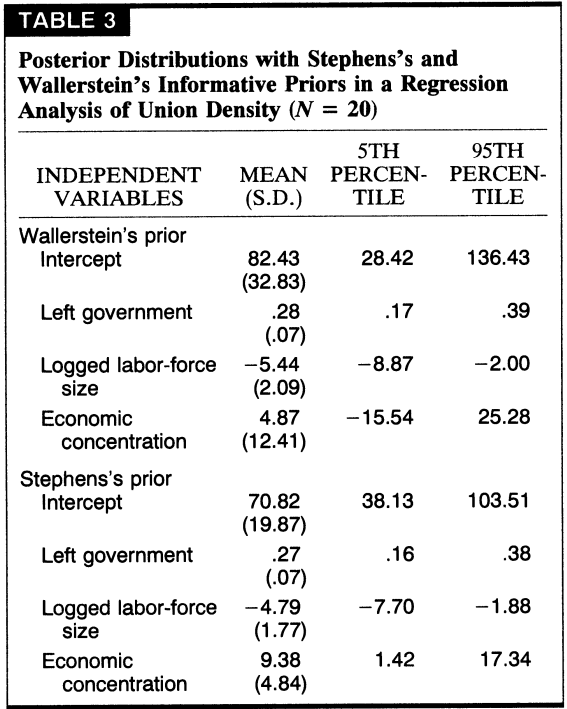 TABLE 3
Posterior Distributions with Stephens's and
Wallerstein's Informative Priors in a Regression
Analysis of Union Density (N = 20)
5TH 95TH
INDEPENDENT MEAN PERCEN- PERCEN-
VARIABLES (S.D.) TILE TILE
Wallerstein's prior
Intercept 82.43 28.42 136.43
(32.83)
Left government .28 .17 .39
(.07)
Logged labor-force −5.44 −8.87 −2.00
size (2.09)
Economic 4.87 −15.54 25.28
concentration (12.41)
Stephens's prior
Intercept 70.82 38.13 103.51
(19.87)
Left government .27 .16 .38
(.07)
Logged labor-force −4.79 −7.70 −1.88
size (1.77)
Economic 9.38 1.42 17.34
concentration (4.84)